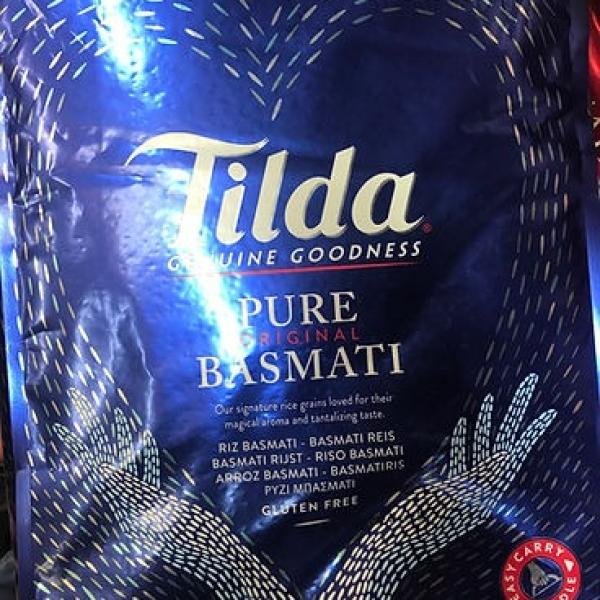 Tilda
GENUINE GOODNESS
PURE
ORIGINAL
BASMATI
Our signature rice grains loved for their
magical aroma and tantalizing taste.
RIZ BASMATI - BASMATI REIS
BASMATI RIJST - RISO BASMATI
ARROZ BASMATI - BASMATIRIS
ΡΥΖΙ ΜΠΑΣΜΑΤΙ
GLUTEN FREE
EASY CARRY